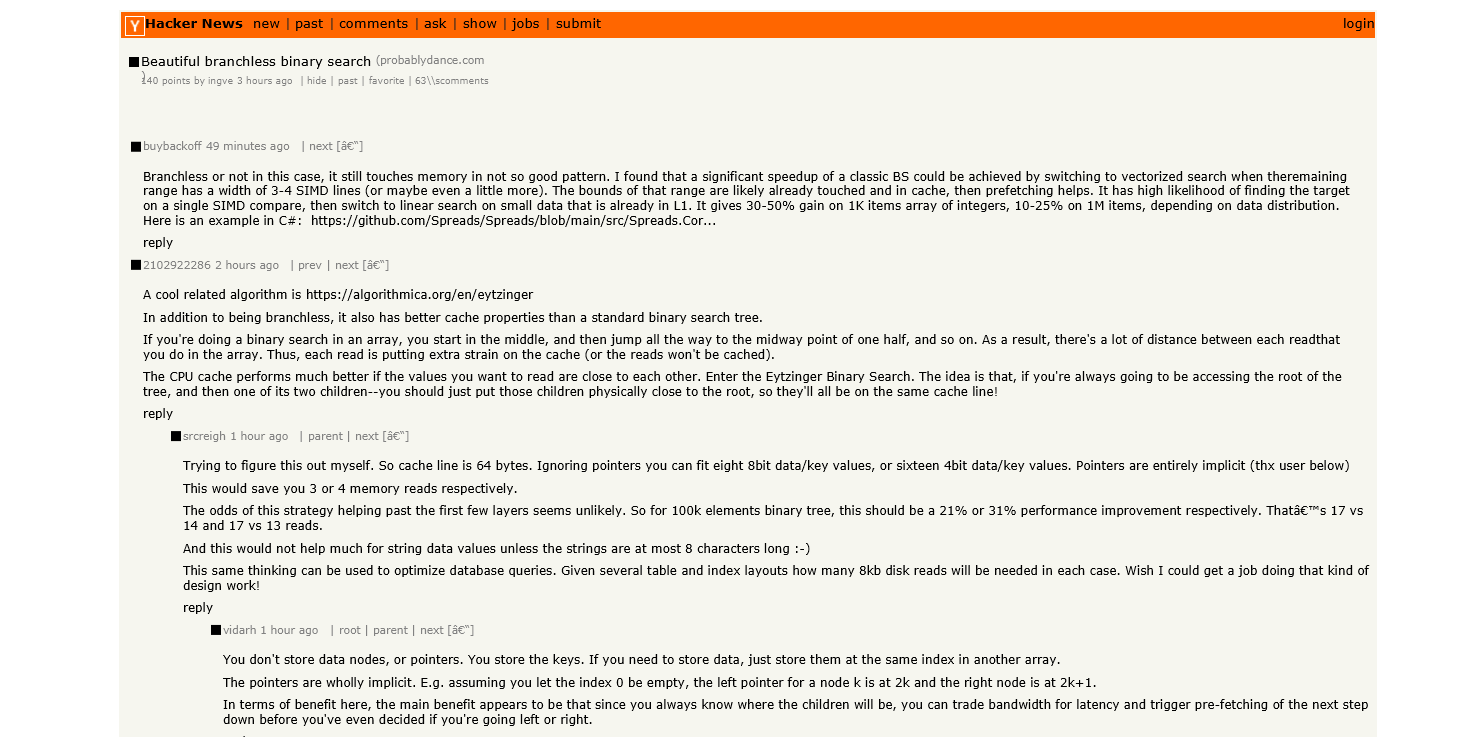 Y Hacker News new | past | comments | ask | show | jobs | submit login
Beautiful branchless binary search (probablydance.com
)
140 points by ingve 3 hours ago | hide | past | favorite | 63\\scomments
buybackoff 49 minutes ago | next [â€“]
Branchless or not in this case, it still touches memory in not so good pattern. I found that a significant speedup of a classic BS could be achieved by switching to vectorized search when theremaining
range has a width of 3-4 SIMD lines (or maybe even a little more). The bounds of that range are likely already touched and in cache, then prefetching helps. It has high likelihood of finding the target
on a single SIMD compare, then switch to linear search on small data that is already in L1. It gives 30-50% gain on 1K items array of integers, 10-25% on 1M items, depending on data distribution.
Here is an example in C#: https://github.com/Spreads/Spreads/blob/main/src/Spreads.Cor...
reply
2102922286 2 hours ago | prev | next [â€“]
A cool related algorithm is https://algorithmica.org/en/eytzinger
In addition to being branchless, it also has better cache properties than a standard binary search tree.
If you're doing a binary search in an array, you start in the middle, and then jump all the way to the midway point of one half, and so on. As a result, there's a lot of distance between each readthat
you do in the array. Thus, each read is putting extra strain on the cache (or the reads won't be cached).
The CPU cache performs much better if the values you want to read are close to each other. Enter the Eytzinger Binary Search. The idea is that, if you're always going to be accessing the root of the
tree, and then one of its two children--you should just put those children physically close to the root, so they'll all be on the same cache line!
reply
srcreigh 1 hour ago | parent | next [â€“]
Trying to figure this out myself. So cache line is 64 bytes. Ignoring pointers you can fit eight 8bit data/key values, or sixteen 4bit data/key values. Pointers are entirely implicit (thx user below)
This would save you 3 or 4 memory reads respectively.
The odds of this strategy helping past the first few layers seems unlikely. So for 100k elements binary tree, this should be a 21% or 31% performance improvement respectively. Thatâ€™s 17 vs
14 and 17 vs 13 reads.
And this would not help much for string data values unless the strings are at most 8 characters long :-)
This same thinking can be used to optimize database queries. Given several table and index layouts how many 8kb disk reads will be needed in each case. Wish I could get a job doing that kind of
design work!
reply
vidarh 1 hour ago | root | parent | next [â€“]
You don't store data nodes, or pointers. You store the keys. If you need to store data, just store them at the same index in another array.
The pointers are wholly implicit. E.g. assuming you let the index 0 be empty, the left pointer for a node k is at 2k and the right node is at 2k+1.
In terms of benefit here, the main benefit appears to be that since you always know where the children will be, you can trade bandwidth for latency and trigger pre-fetching of the next step
down before you've even decided if you're going left or right.